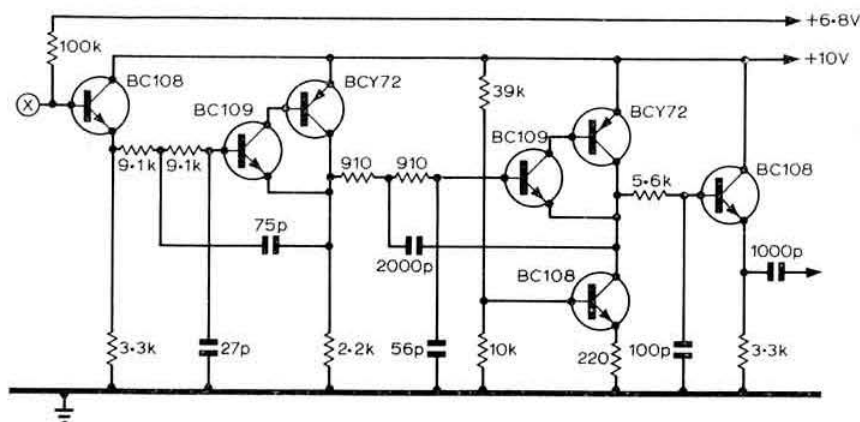 +6·8V
100k
+10V
X
BC108
BCY72
BC109
39k
BCY72
BC109
BC108
9·1k
9·1k
910
910
5·6k
75p
2000p
BC108
1000p
3·3k
27p
2·2k
56p
10k
220
100p
3·3k